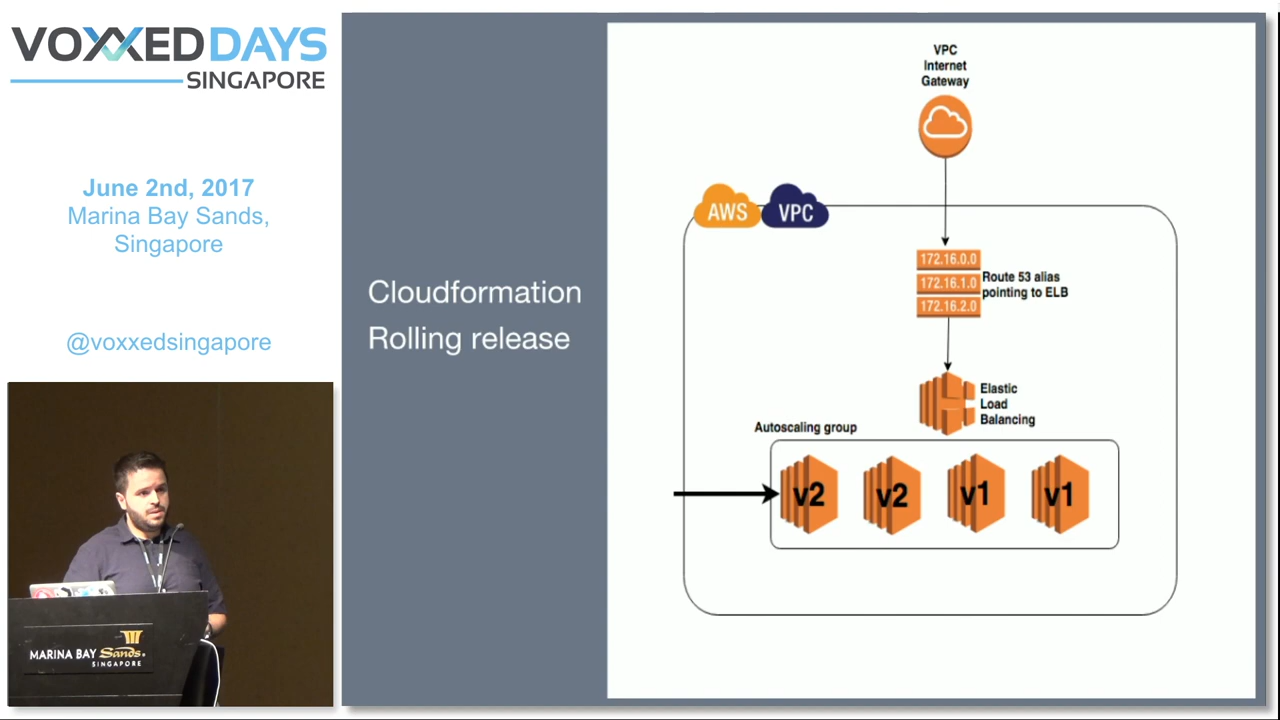 VOXXED DAYS
SINGAPORE
June 2nd, 2017
Marina Bay Sands,
Singapore
@voxxedsingapore
MARINA BAY Sands.
SINGAPORE
Cloudformation
Rolling release
VPC
Internet
Gateway
AWS
VPC
172.16.0.0
172.16.1.0
172.16.2.0
Route 53 alias
pointing to ELB
Elastic
Load
Balancing
Autoscaling group
v2
v2
v1
v1